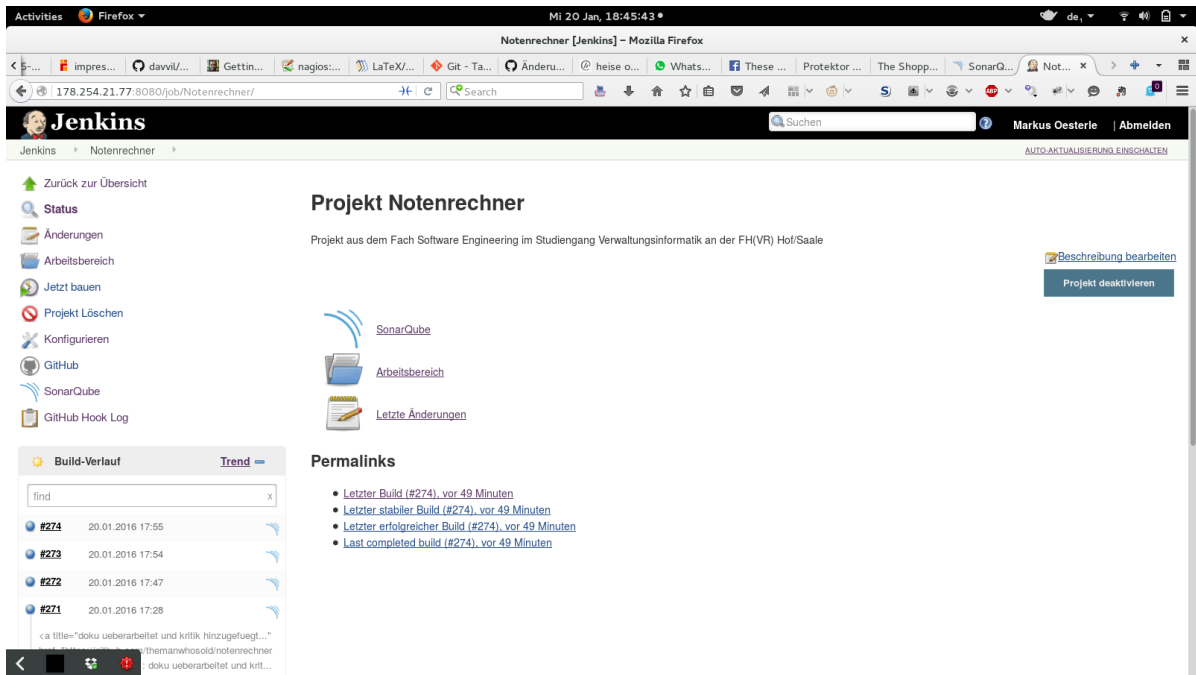 Activities Firefox Mi 20 Jan, 18:45:43 de₁
Notenrechner [Jenkins] – Mozilla Firefox ×
impres... davvil/... Gettin... nagios:... LaTeX/... Git - Ta... Änderu... heise o... Whats... These ... Protektor ... The Shopp... SonarQ... Not... ×
178.254.21.77:8080/job/Notenrechner/ Search
Jenkins Suchen Markus Oesterle | Abmelden
Jenkins Notenrechner AUTO-AKTUALISIERUNG EINSCHALTEN
Zurück zur Übersicht
Status
Änderungen
Arbeitsbereich
Jetzt bauen
Projekt Löschen
Konfigurieren
GitHub
SonarQube
GitHub Hook Log
Projekt Notenrechner
Projekt aus dem Fach Software Engineering im Studiengang Verwaltungsinformatik an der FH(VR) Hof/Saale
Beschreibung bearbeiten
Projekt deaktivieren
SonarQube
Arbeitsbereich
Letzte Änderungen
Permalinks
Letzter Build (#274), vor 49 Minuten
Letzter stabiler Build (#274), vor 49 Minuten
Letzter erfolgreicher Build (#274), vor 49 Minuten
Last completed build (#274), vor 49 Minuten
Build-Verlauf Trend
find x
#274 20.01.2016 17:55
#273 20.01.2016 17:54
#272 20.01.2016 17:47
#271 20.01.2016 17:28
<a title="doku ueberarbeitet und kritik hinzugefuegt..."
/themanwhosold/notenrechner
: doku ueberarbeitet und krit...